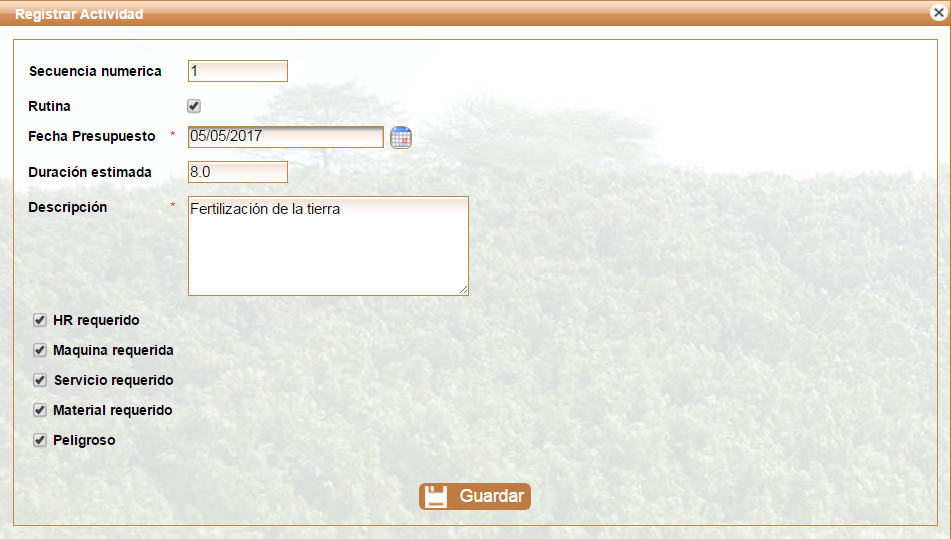 Registrar Actividad
Secuencia numerica 1
Rutina
Fecha Presupuesto * 05/05/2017
Duración estimada 8.0
Descripción * Fertilización de la tierra
HR requerido
Maquina requerida
Servicio requerido
Material requerido
Peligroso
Guardar